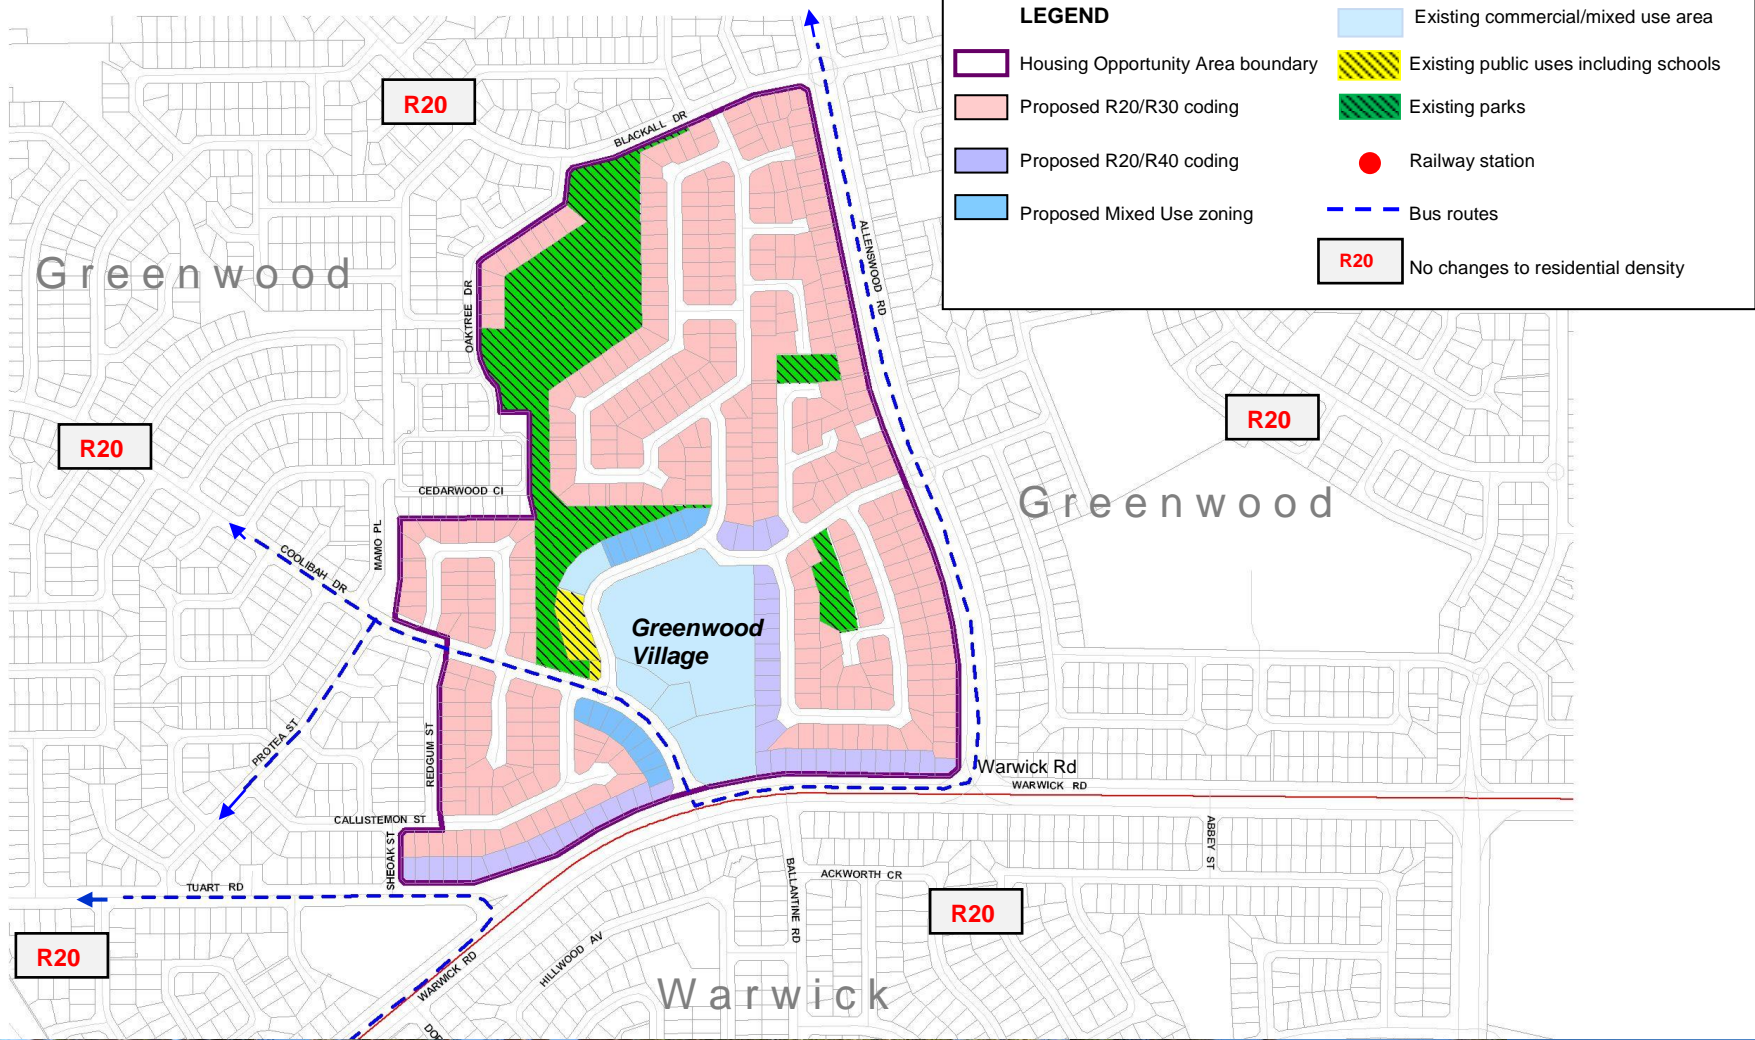 LEGEND
Housing Opportunity Area boundary
Proposed R20/R30 coding
Proposed R20/R40 coding
Proposed Mixed Use zoning
Existing commercial/mixed use area
Existing public uses including schools
Existing parks
Railway station
Bus routes
R20
No changes to residential density
R20
BLACKALL DR
ALLENSWOOD RD
Greenwood
OAKTREE DR
R20
R20
CEDARWOOD CI
Greenwood
MAMO PL
COOLIBAH DR
Greenwood
Village
PROTEA ST
REDGUM ST
Warwick Rd
WARWICK RD
CALLISTEMON ST
SHEOAK ST
ABBEY ST
BALLANTINE RD
ACKWORTH CR
TUART RD
R20
R20
HILLWOOD AV
WARWICK RD
Warwick